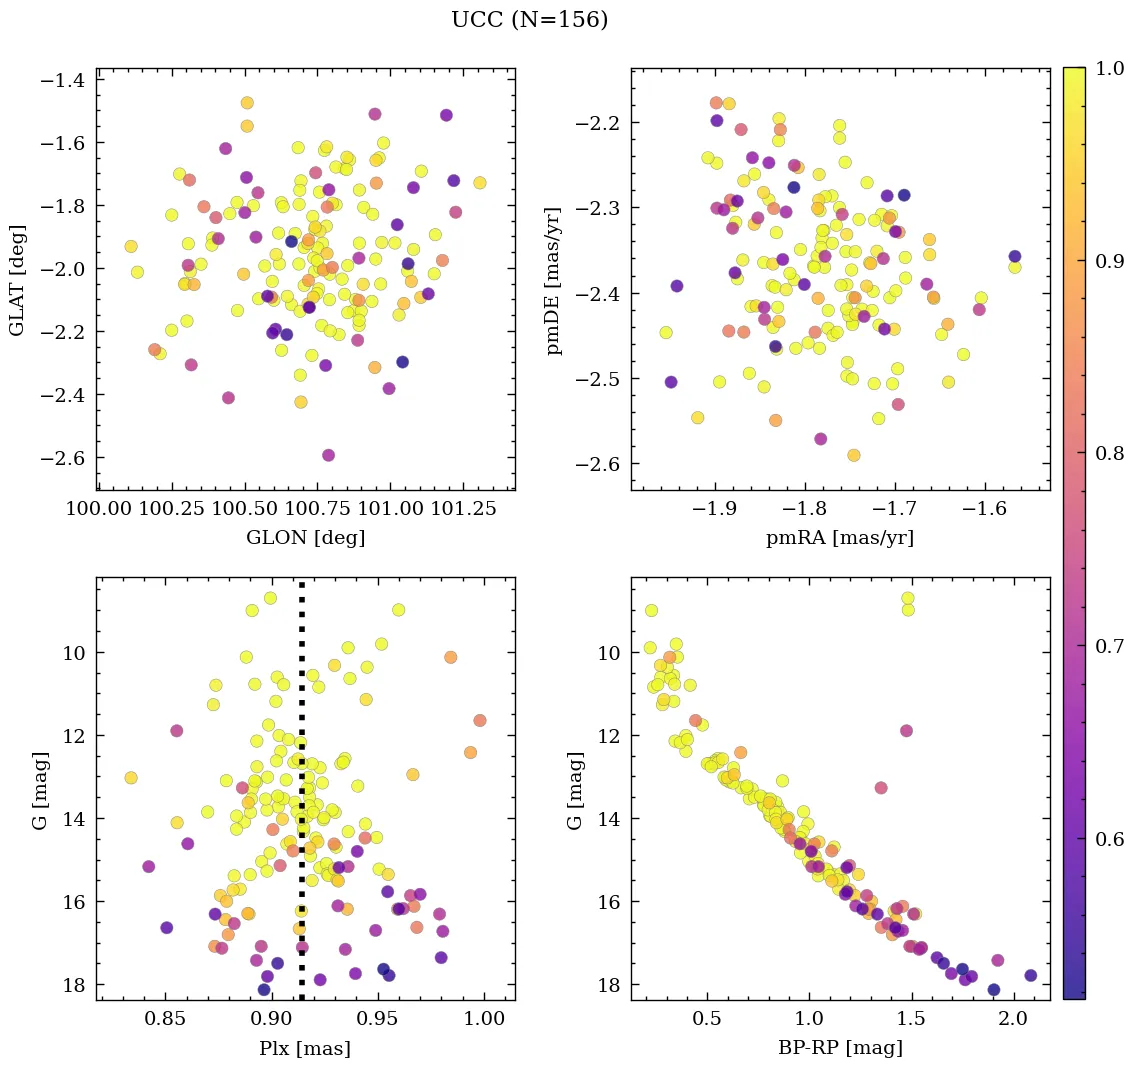 UCC (N=156)
−1.4
−1.6
−1.8
−2.0
−2.2
−2.4
−2.6
GLAT [deg]
100.00 100.25 100.50 100.75 101.00 101.25
GLON [deg]
−2.2
−2.3
−2.4
−2.5
−2.6
pmDE [mas/yr]
−1.9 −1.8 −1.7 −1.6
pmRA [mas/yr]
1.0
0.9
0.8
0.7
0.6
10
12
14
16
18
G [mag]
0.85 0.90 0.95 1.00
Plx [mas]
10
12
14
16
18
G [mag]
0.5 1.0 1.5 2.0
BP-RP [mag]